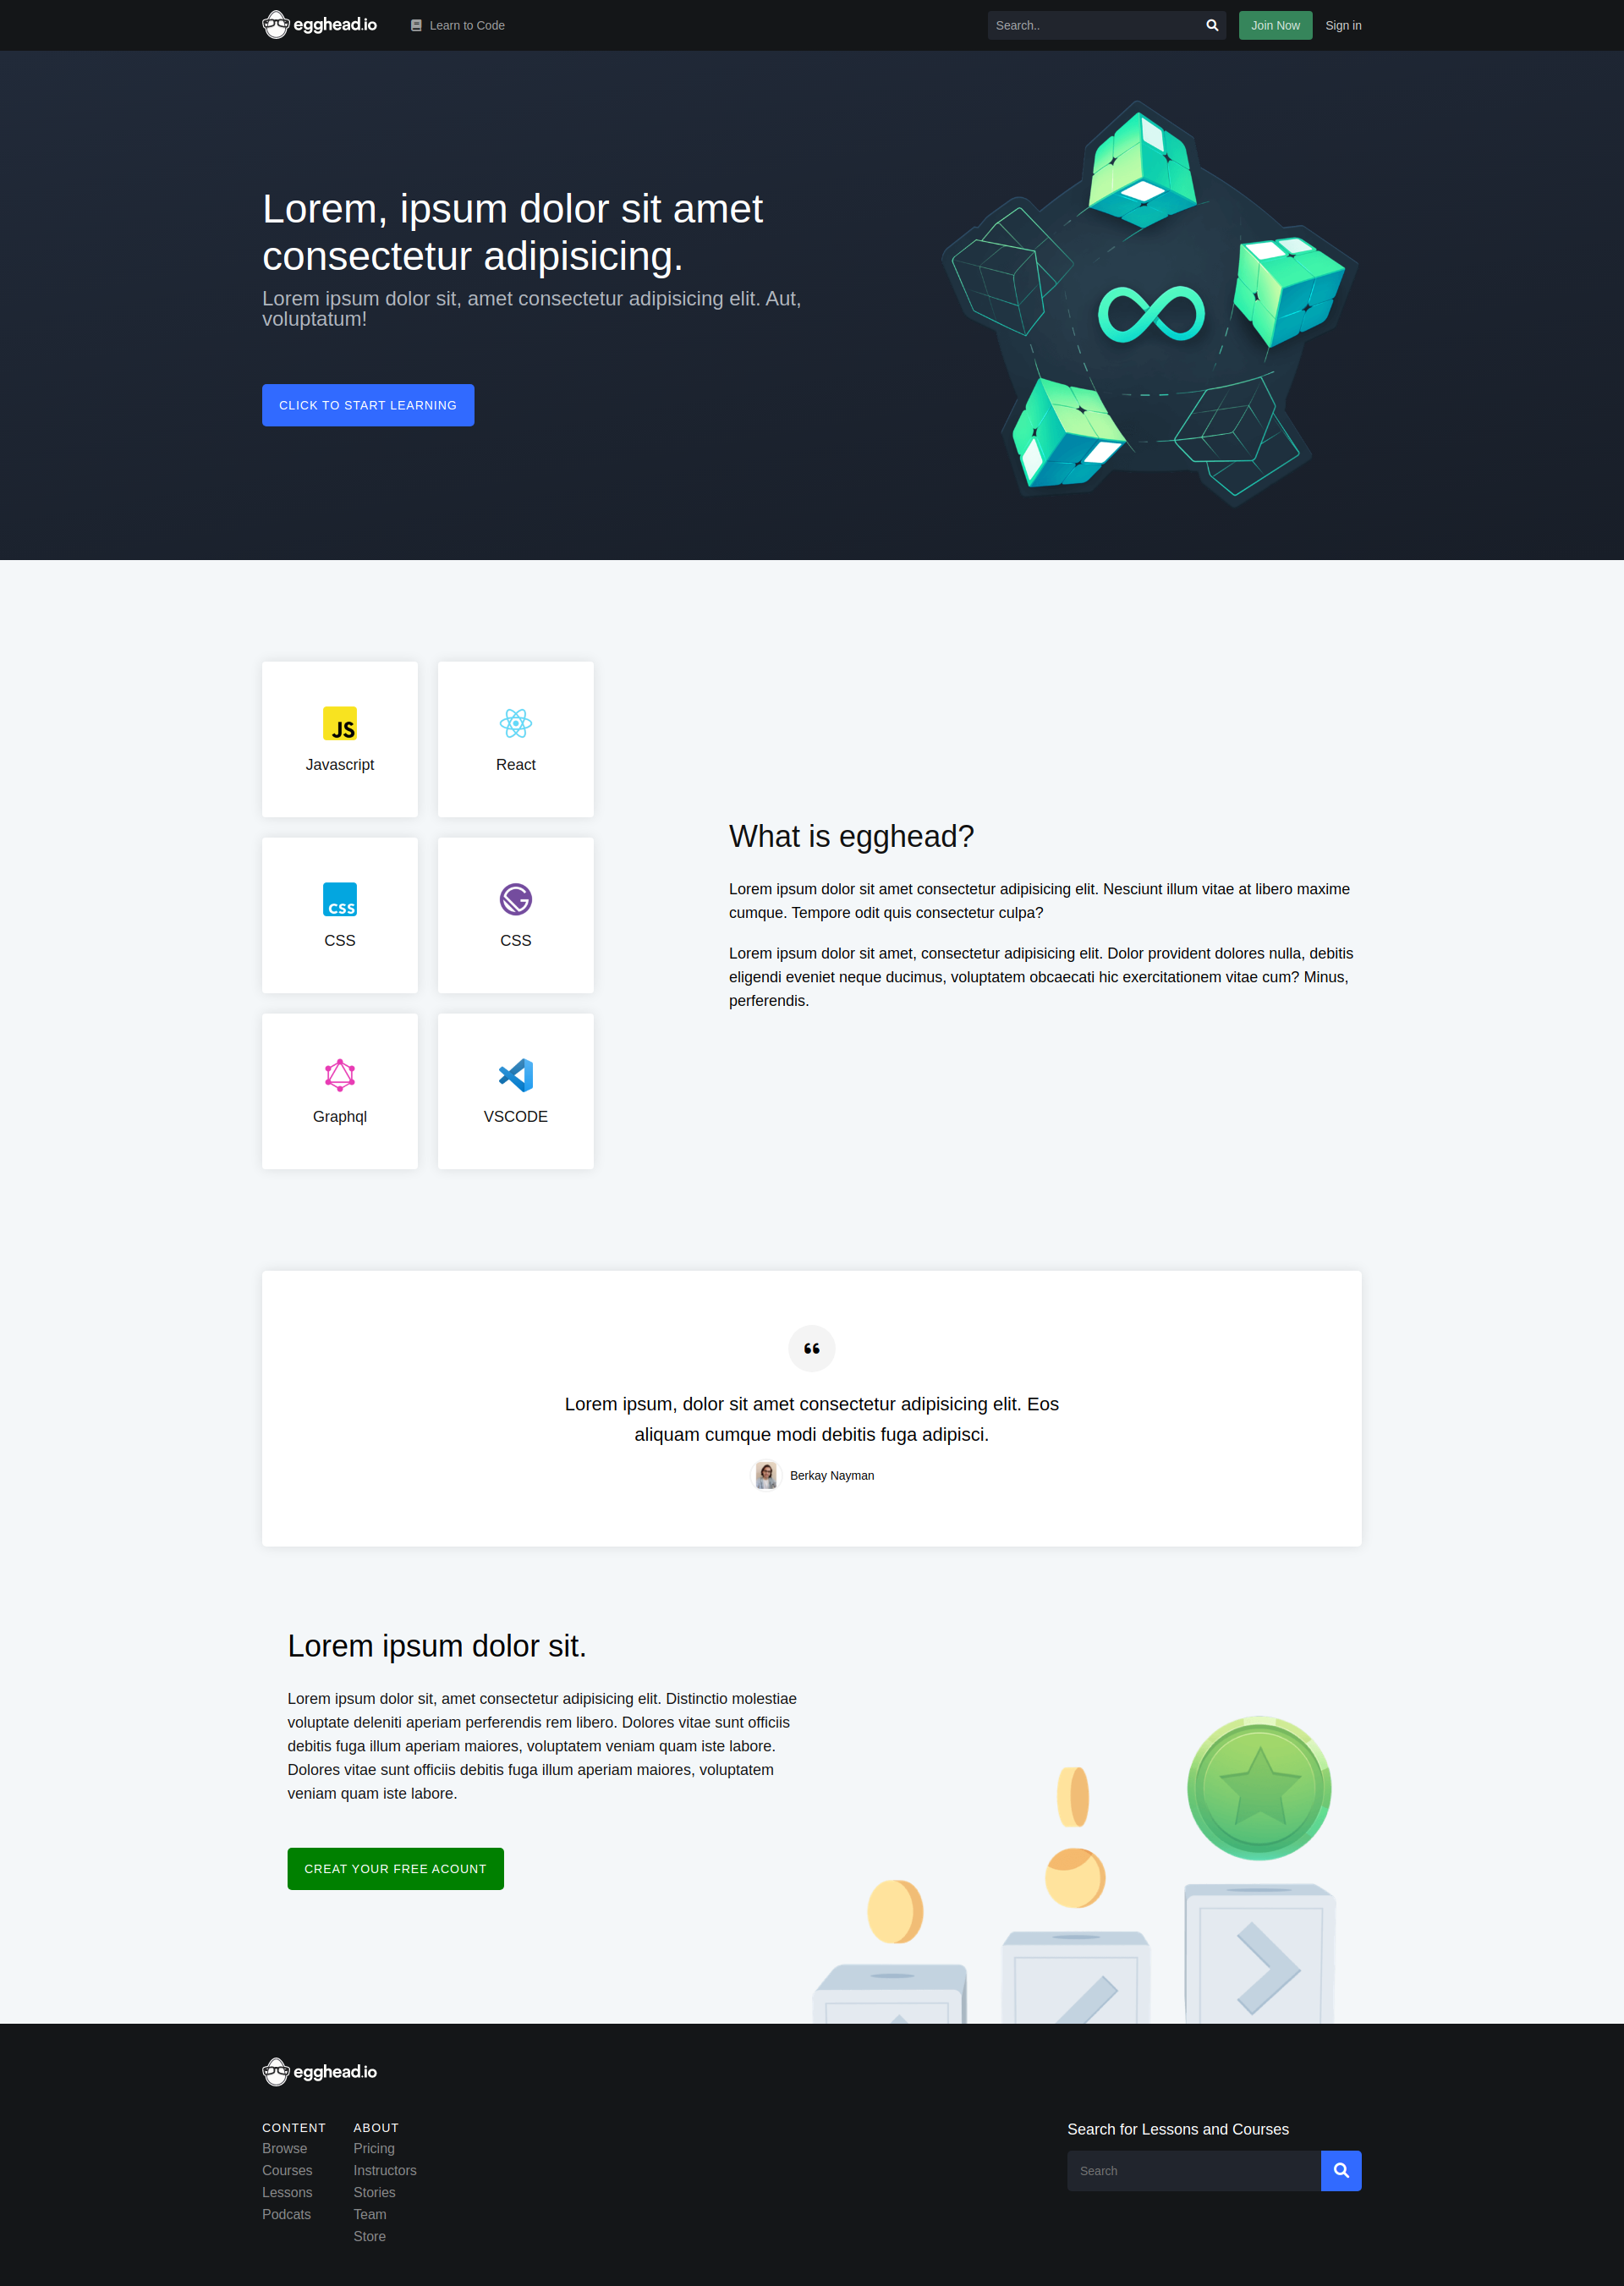 egghead.io
Learn to Code
Search..
Join Now
Sign in
Lorem, ipsum dolor sit amet
consectetur adipisicing.
Lorem ipsum dolor sit, amet consectetur adipisicing elit. Aut,
voluptatum!
CLICK TO START LEARNING
JS
Javascript
React
CSS
CSS
CSS
Graphql
VSCODE
What is egghead?
Lorem ipsum dolor sit amet consectetur adipisicing elit. Nesciunt illum vitae at libero maxime
cumque. Tempore odit quis consectetur culpa?
Lorem ipsum dolor sit amet, consectetur adipisicing elit. Dolor provident dolores nulla, debitis
eligendi eveniet neque ducimus, voluptatem obcaecati hic exercitationem vitae cum? Minus,
perferendis.
Lorem ipsum, dolor sit amet consectetur adipisicing elit. Eos
aliquam cumque modi debitis fuga adipisci.
Berkay Nayman
Lorem ipsum dolor sit.
Lorem ipsum dolor sit, amet consectetur adipisicing elit. Distinctio molestiae
voluptate deleniti aperiam perferendis rem libero. Dolores vitae sunt officiis
debitis fuga illum aperiam maiores, voluptatem veniam quam iste labore.
Dolores vitae sunt officiis debitis fuga illum aperiam maiores, voluptatem
veniam quam iste labore.
CREAT YOUR FREE ACOUNT
egghead.io
CONTENT
Browse
Courses
Lessons
Podcats
ABOUT
Pricing
Instructors
Stories
Team
Store
Search for Lessons and Courses
Search